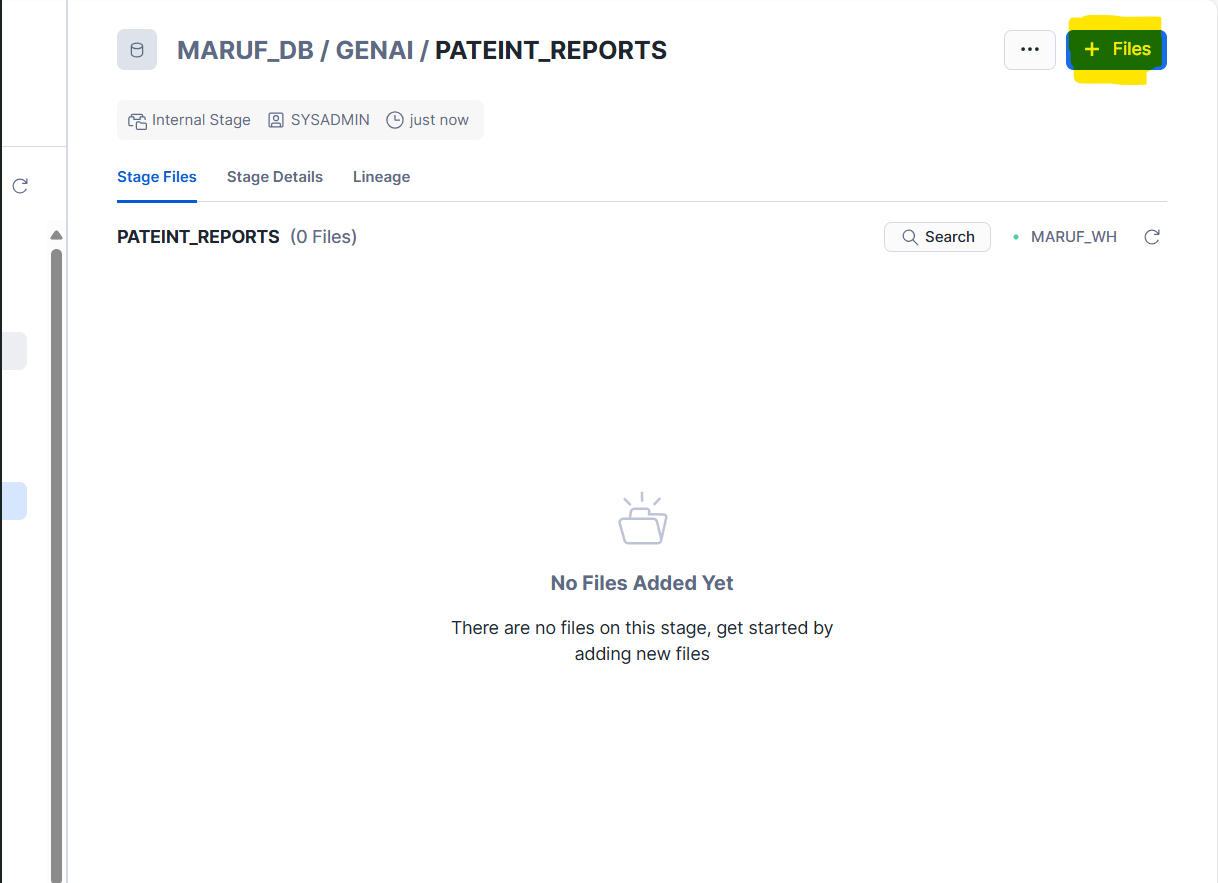 MARUF_DB / GENAI / PATEINT_REPORTS
... + Files
Internal Stage SYSADMIN just now
Stage Files Stage Details Lineage
PATEINT_REPORTS (0 Files) Search MARUF_WH
No Files Added Yet
There are no files on this stage, get started by
adding new files